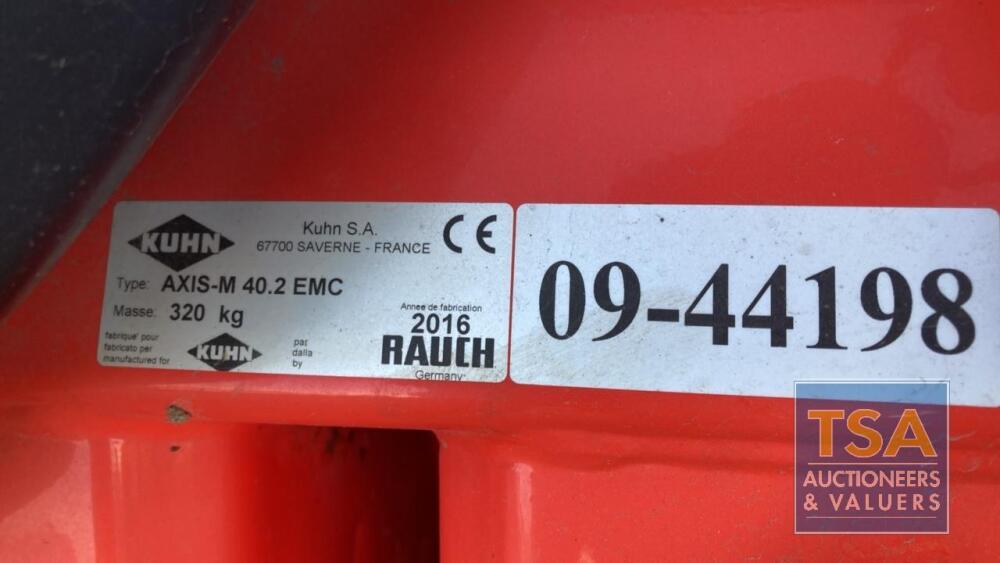 KUHN
Kuhn S.A.
67700 SAVERNE - FRANCE
CE
Type: AXIS-M 40.2 EMC
Masse: 320 kg
Annee de fabrication
2016
fabriqué pour
fabricato per
manufactured for
KUHN
par
dalla
by
RAUCH
Germany
09-44198
TSA
AUCTIONEERS
& VALUERS